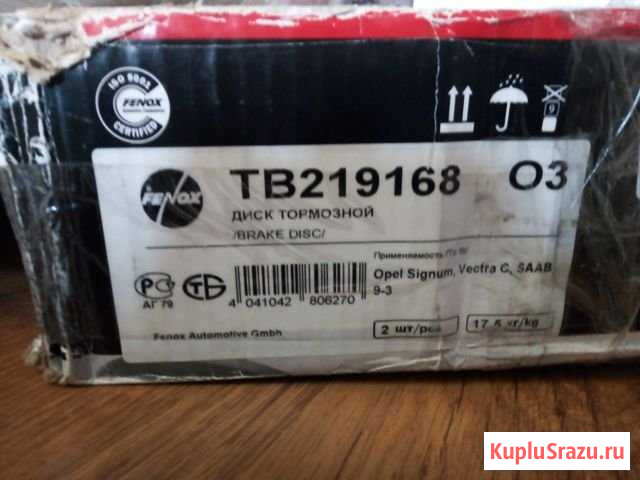 ISO 9001
FENOX
CERTIFIED
9
FENOX
TB219168 O3
ДИСК ТОРМОЗНОЙ
/BRAKE DISC/
Применяемость
Opel Signum, Vectra C, SAAB
9-3
РС
АГ 79
4 041042 806270
Fenox Automotive Gmbh
2 шт/pcs
17.5 кг/kg
KupluSrazu.ru